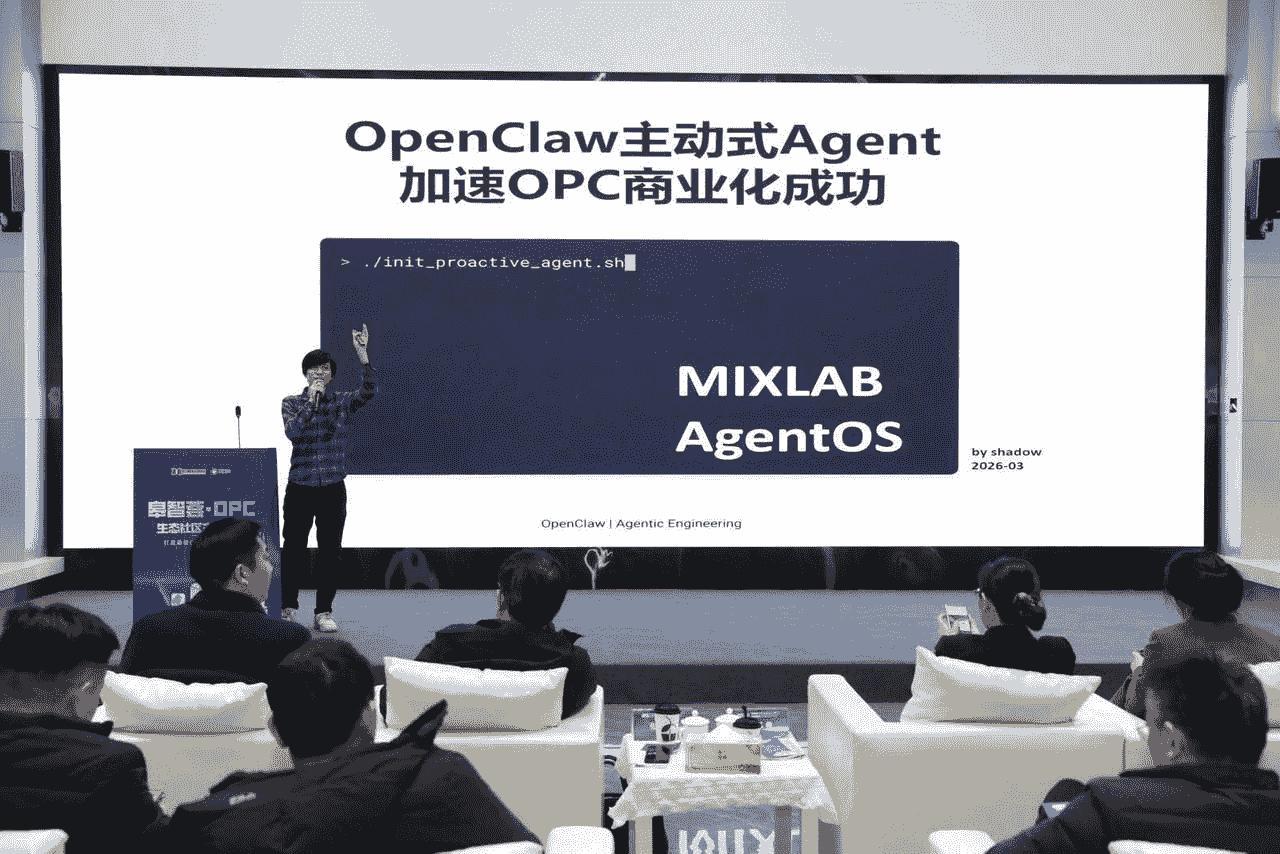 OpenClaw主动式Agent
加速OPC商业化成功
> ./init_proactive_agent.sh
MIXLAB
AgentOS
by shadow
2026-03
OpenClaw | Agentic Engineering
·OPC
生态社区